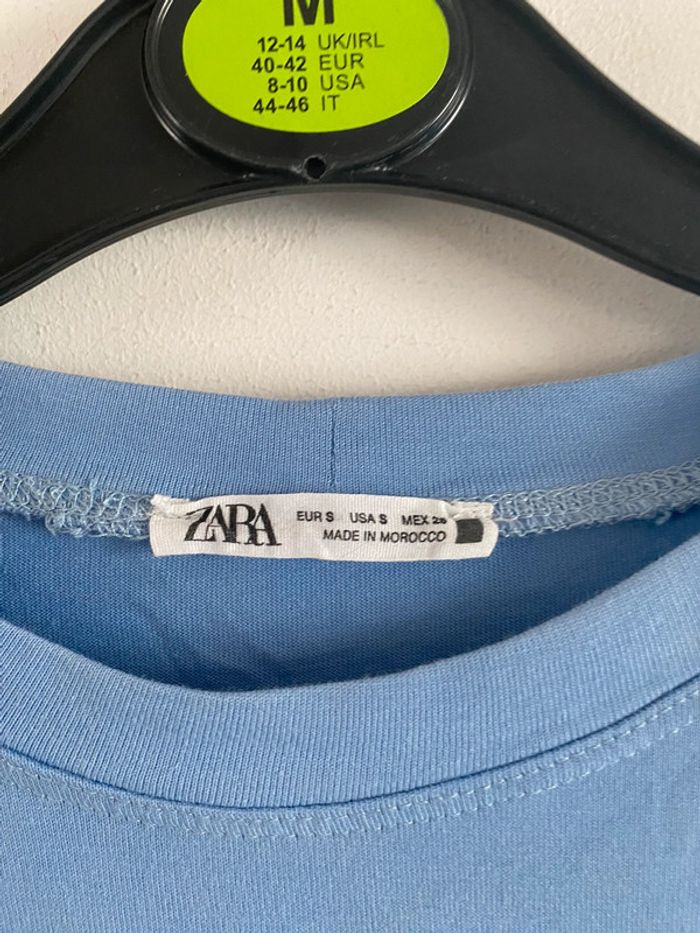 M
12-14 UK/IRL
40-42 EUR
8-10 USA
44-46 IT
ZARA
EUR S USA S MEX 26
MADE IN MOROCCO